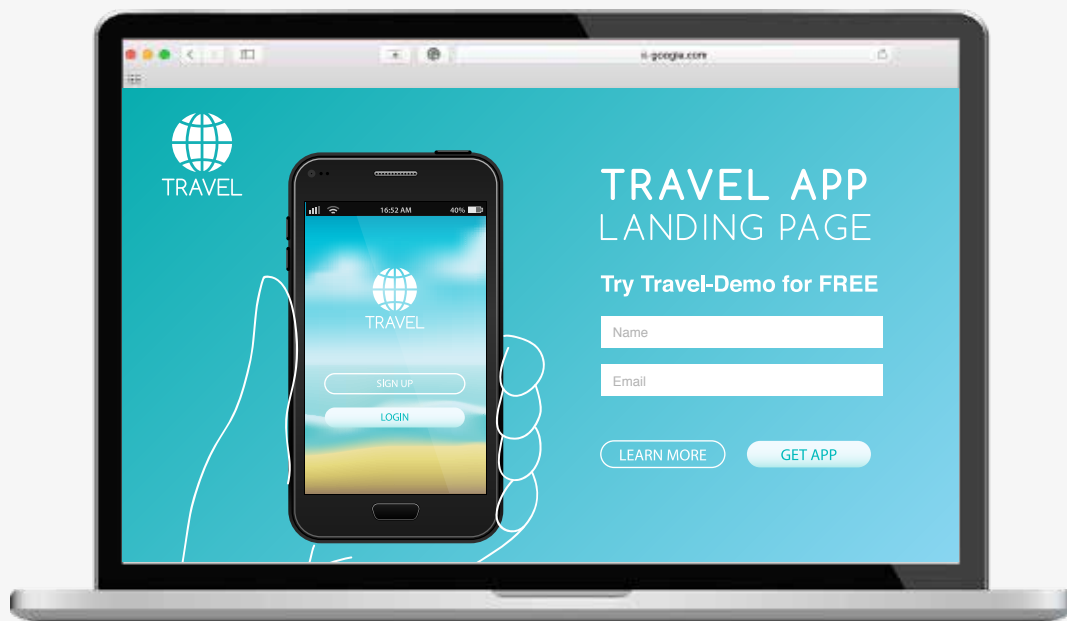 TRAVEL
16:52 AM
40%
TRAVEL
SIGN UP
LOGIN
TRAVEL APP
LANDING PAGE
Try Travel-Demo for FREE
Name
Email
LEARN MORE
GET APP